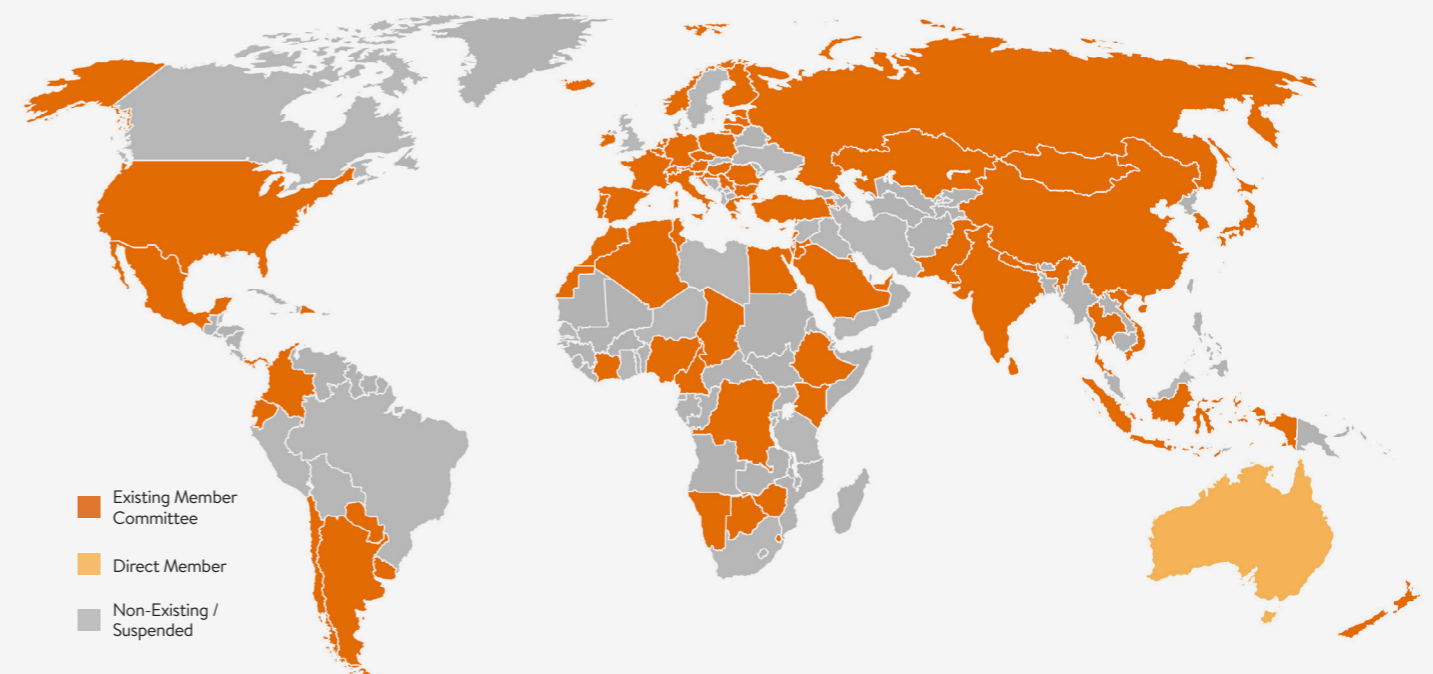 Existing Member
Committee
Direct Member
Non-Existing /
Suspended